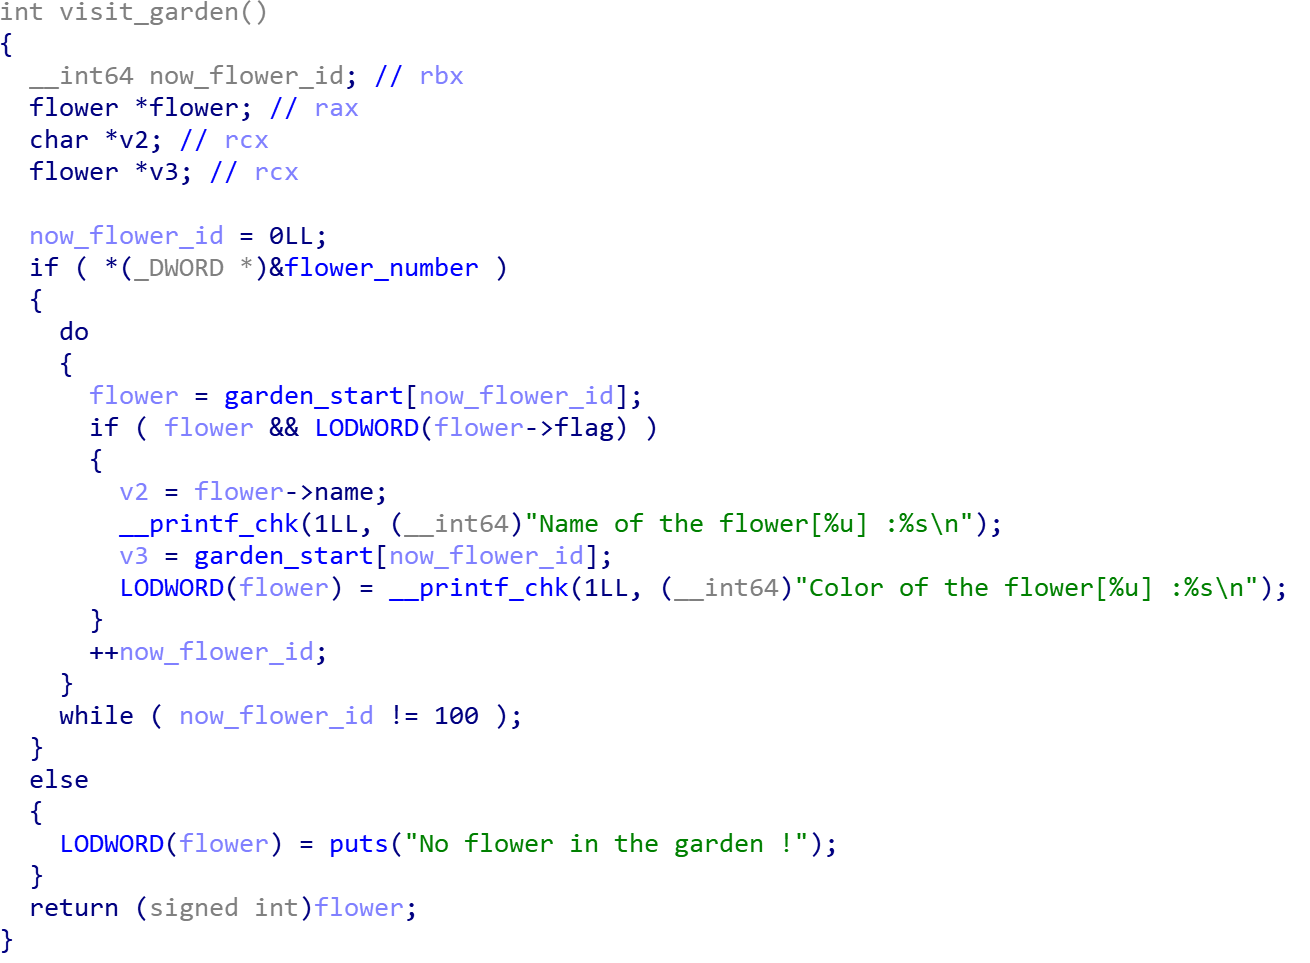 int visit_garden()
{
  __int64 now_flower_id; // rbx
  flower *flower; // rax
  char *v2; // rcx
  flower *v3; // rcx

  now_flower_id = 0LL;
  if ( *(_DWORD *)&flower_number )
  {
    do
    {
      flower = garden_start[now_flower_id];
      if ( flower && LODWORD(flower->flag) )
      {
        v2 = flower->name;
        __printf_chk(1LL, (__int64)"Name of the flower[%u] :%s\n");
        v3 = garden_start[now_flower_id];
        LODWORD(flower) = __printf_chk(1LL, (__int64)"Color of the flower[%u] :%s\n");
      }
      ++now_flower_id;
    }
    while ( now_flower_id != 100 );
  }
  else
  {
    LODWORD(flower) = puts("No flower in the garden !");
  }
  return (signed int)flower;
}